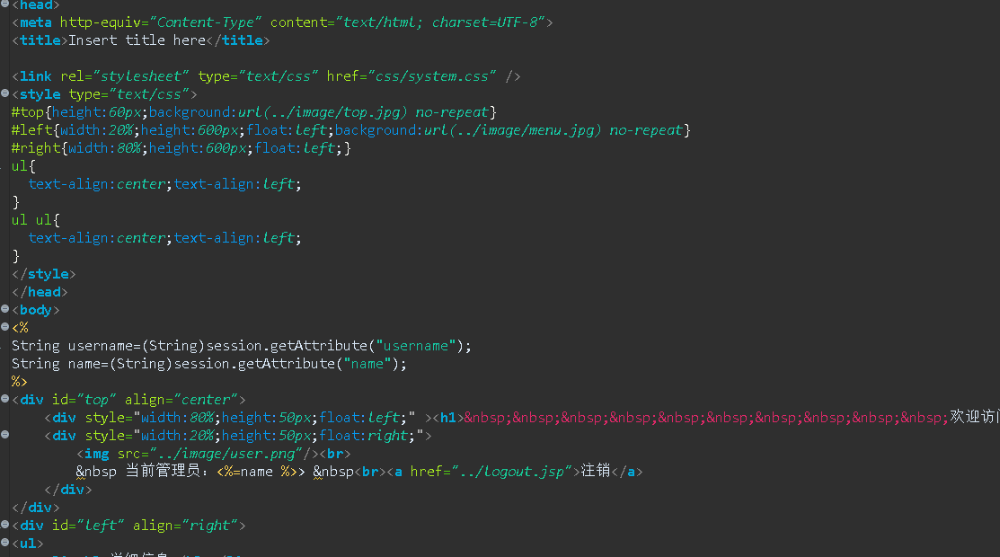 <head>
<meta http-equiv="Content-Type" content="text/html; charset=UTF-8">
<title>Insert title here</title>
<link rel="stylesheet" type="text/css" href="css/system.css" />
<style type="text/css">
#top{height:60px;background:url(../image/top.jpg) no-repeat}
#left{width:20%;height:600px;float:left;background:url(../image/menu.jpg) no-repeat}
#right{width:80%;height:600px;float:left;}
ul{
text-align:center;text-align:left;
}
ul ul{
text-align:center;text-align:left;
}
</style>
</head>
<body>
<%
String username=(String)session.getAttribute("username");
String name=(String)session.getAttribute("name");
%>
<div id="top" align="center">
<div style="width:80%;height:50px;float:left;" ><h1>&nbsp;&nbsp;&nbsp;&nbsp;&nbsp;&nbsp;&nbsp;&nbsp;&nbsp;&nbsp;欢迎访问
<div style="width:20%;height:50px;float:right;">
<img src="../image/user.png"/><br>
&nbsp 当前管理员：<%=name %>> &nbsp<br><a href="../logout.jsp">注销</a>
</div>
</div>
<div id="left" align="right">
<ul>